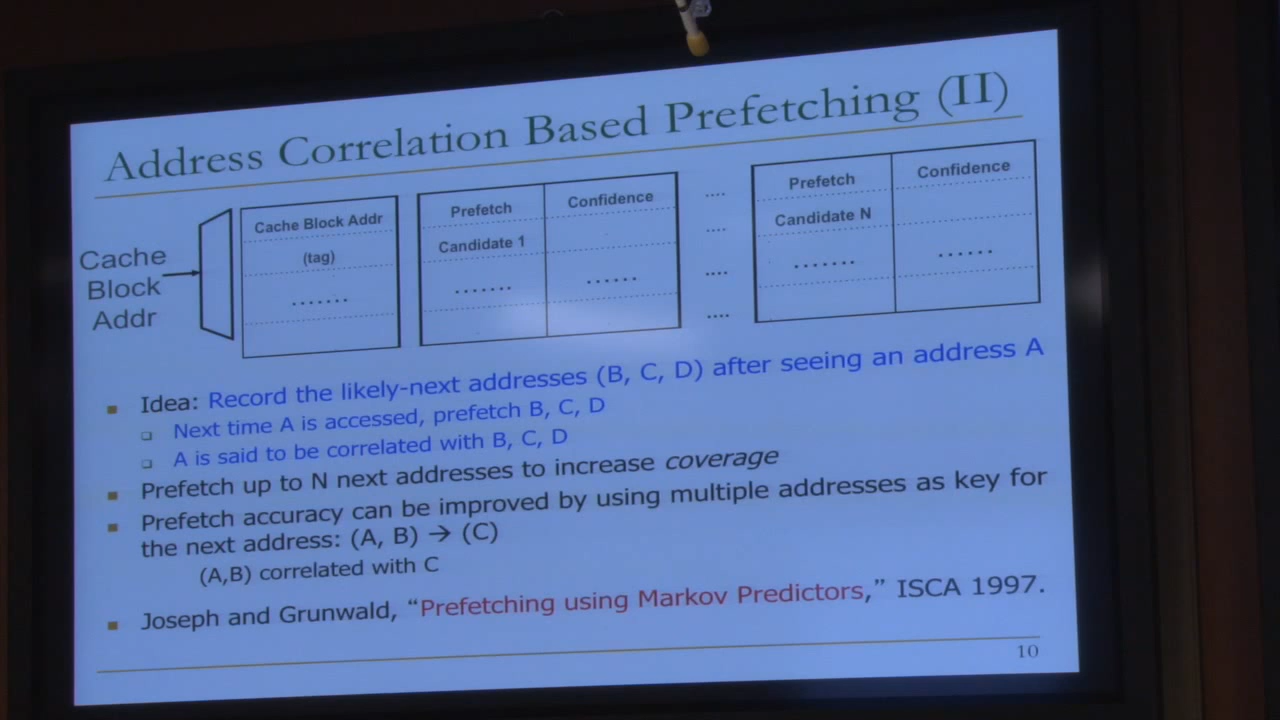 Address Correlation Based Prefetching (II)
Cache
Block
Addr
Cache Block Addr
(tag)
.......
Prefetch
Candidate 1
.......
Confidence
......
....
....
....
....
Prefetch
Candidate N
.......
Confidence
......
Idea: Record the likely-next addresses (B, C, D) after seeing an address A
Next time A is accessed, prefetch B, C, D
A is said to be correlated with B, C, D
Prefetch up to N next addresses to increase coverage
Prefetch accuracy can be improved by using multiple addresses as key for
the next address: (A, B) → (C)
(A,B) correlated with C
Joseph and Grunwald, “Prefetching using Markov Predictors,” ISCA 1997.
10